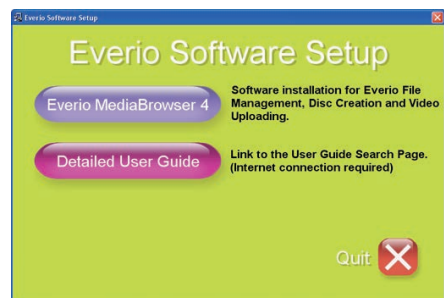 Everio Software Setup
Everio Software Setup
Everio MediaBrowser 4
Software installation for Everio File
Management, Disc Creation and Video
Uploading.
Detailed User Guide
Link to the User Guide Search Page.
(Internet connection required)
Quit